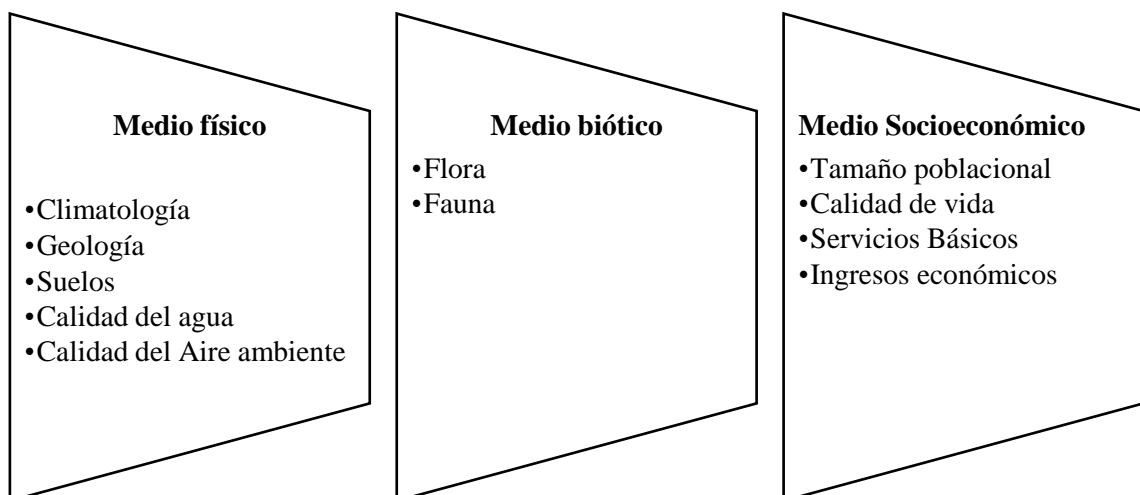 Medio físico
•Climatología
•Geología
•Suelos
•Calidad del agua
•Calidad del Aire ambiente
Medio biótico
•Flora
•Fauna
Medio Socioeconómico
•Tamaño poblacional
•Calidad de vida
•Servicios Básicos
•Ingresos económicos